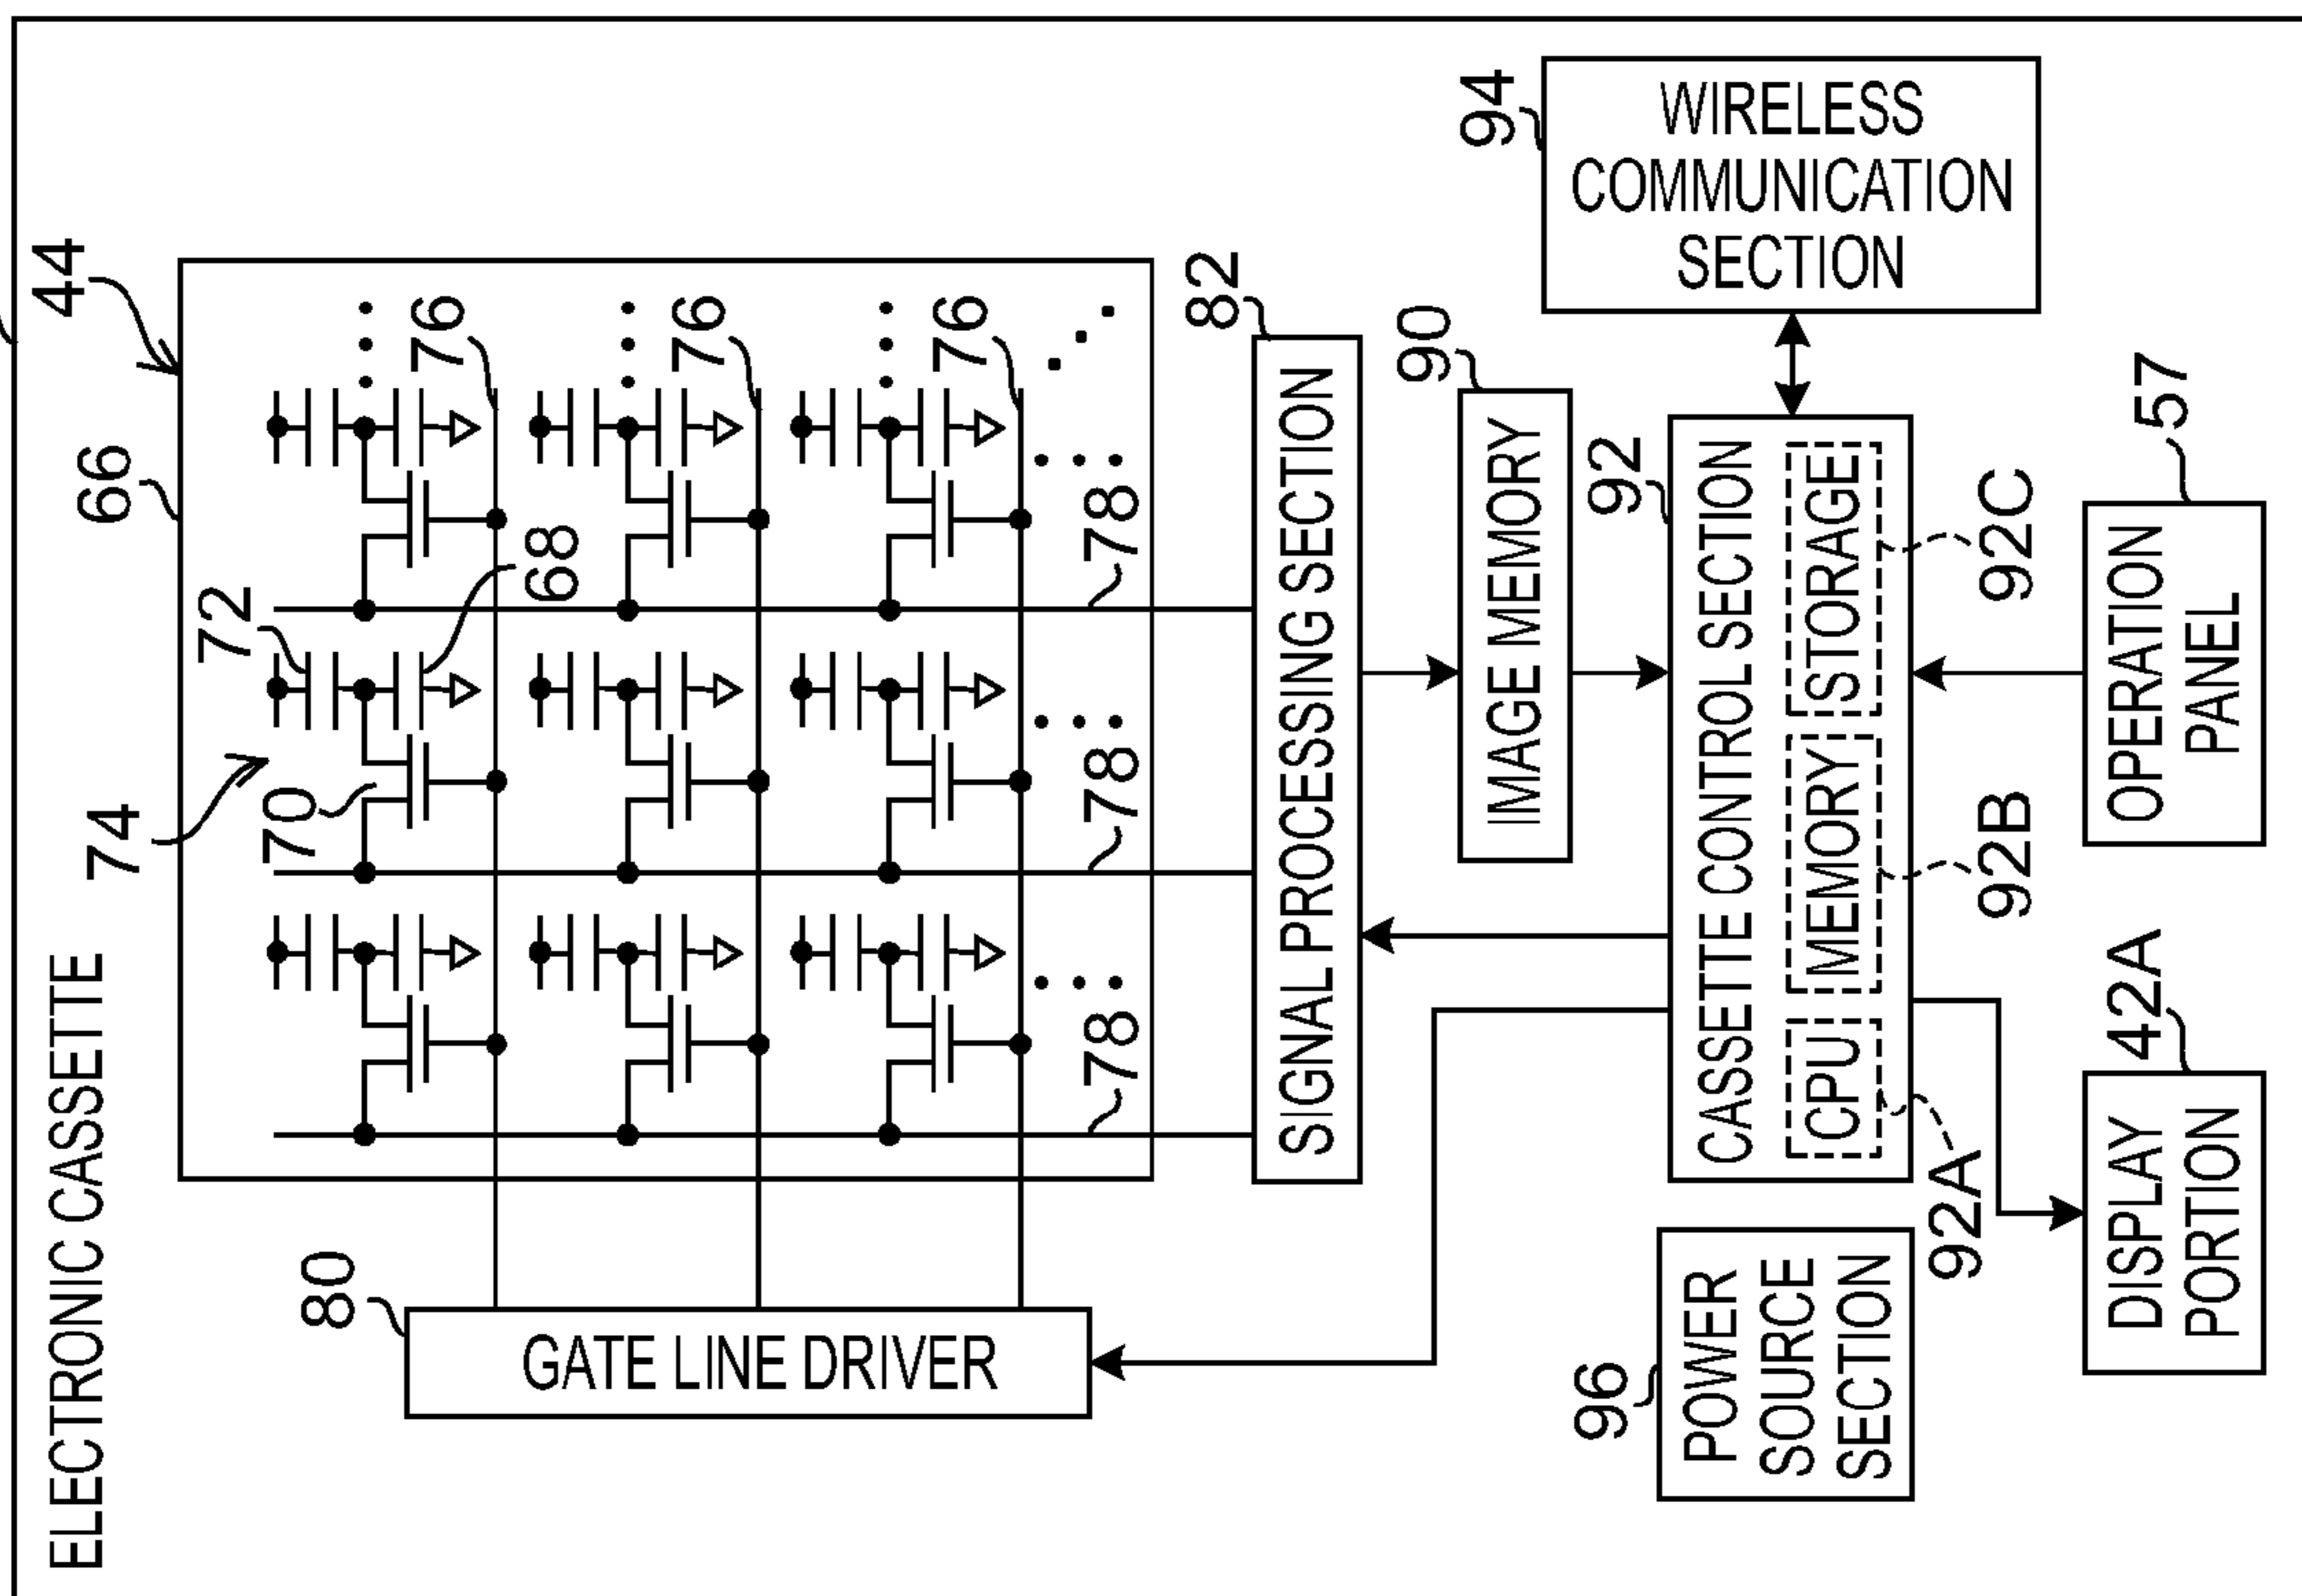 ELECTRONIC CASSETTE
44
66
74
72
70
68
76
76
76
78
78
78
80
GATE LINE DRIVER
82
SIGNAL PROCESSING SECTION
90
IMAGE MEMORY
94
WIRELESS
COMMUNICATION
SECTION
92
CASSETTE CONTROL SECTION
CPU
MEMORY
STORAGE
92A
92B
92C
96
POWER
SOURCE
SECTION
42A
DISPLAY
PORTION
57
OPERATION
PANEL